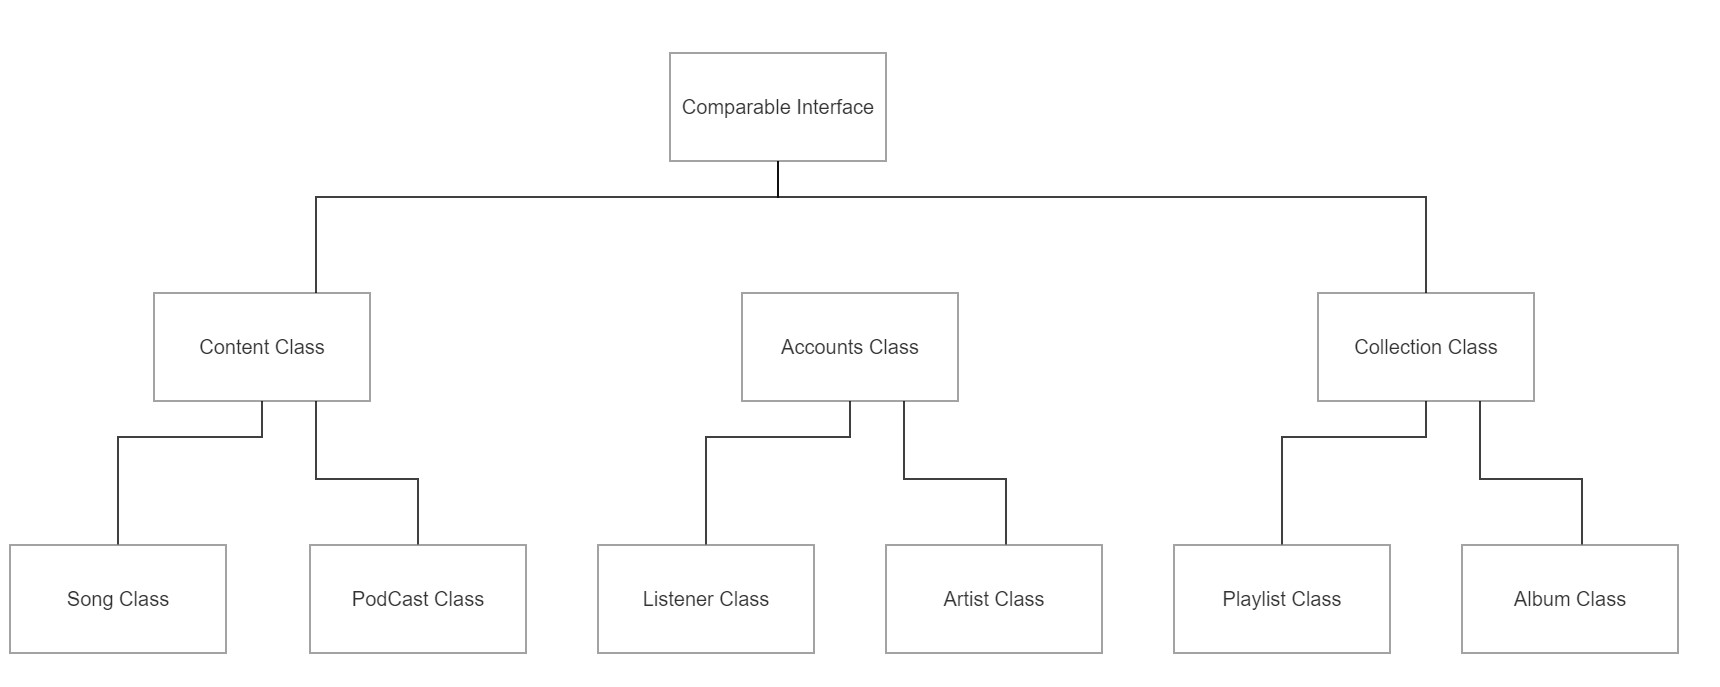 Comparable Interface
Content Class
Accounts Class
Collection Class
Song Class
PodCast Class
Listener Class
Artist Class
Playlist Class
Album Class